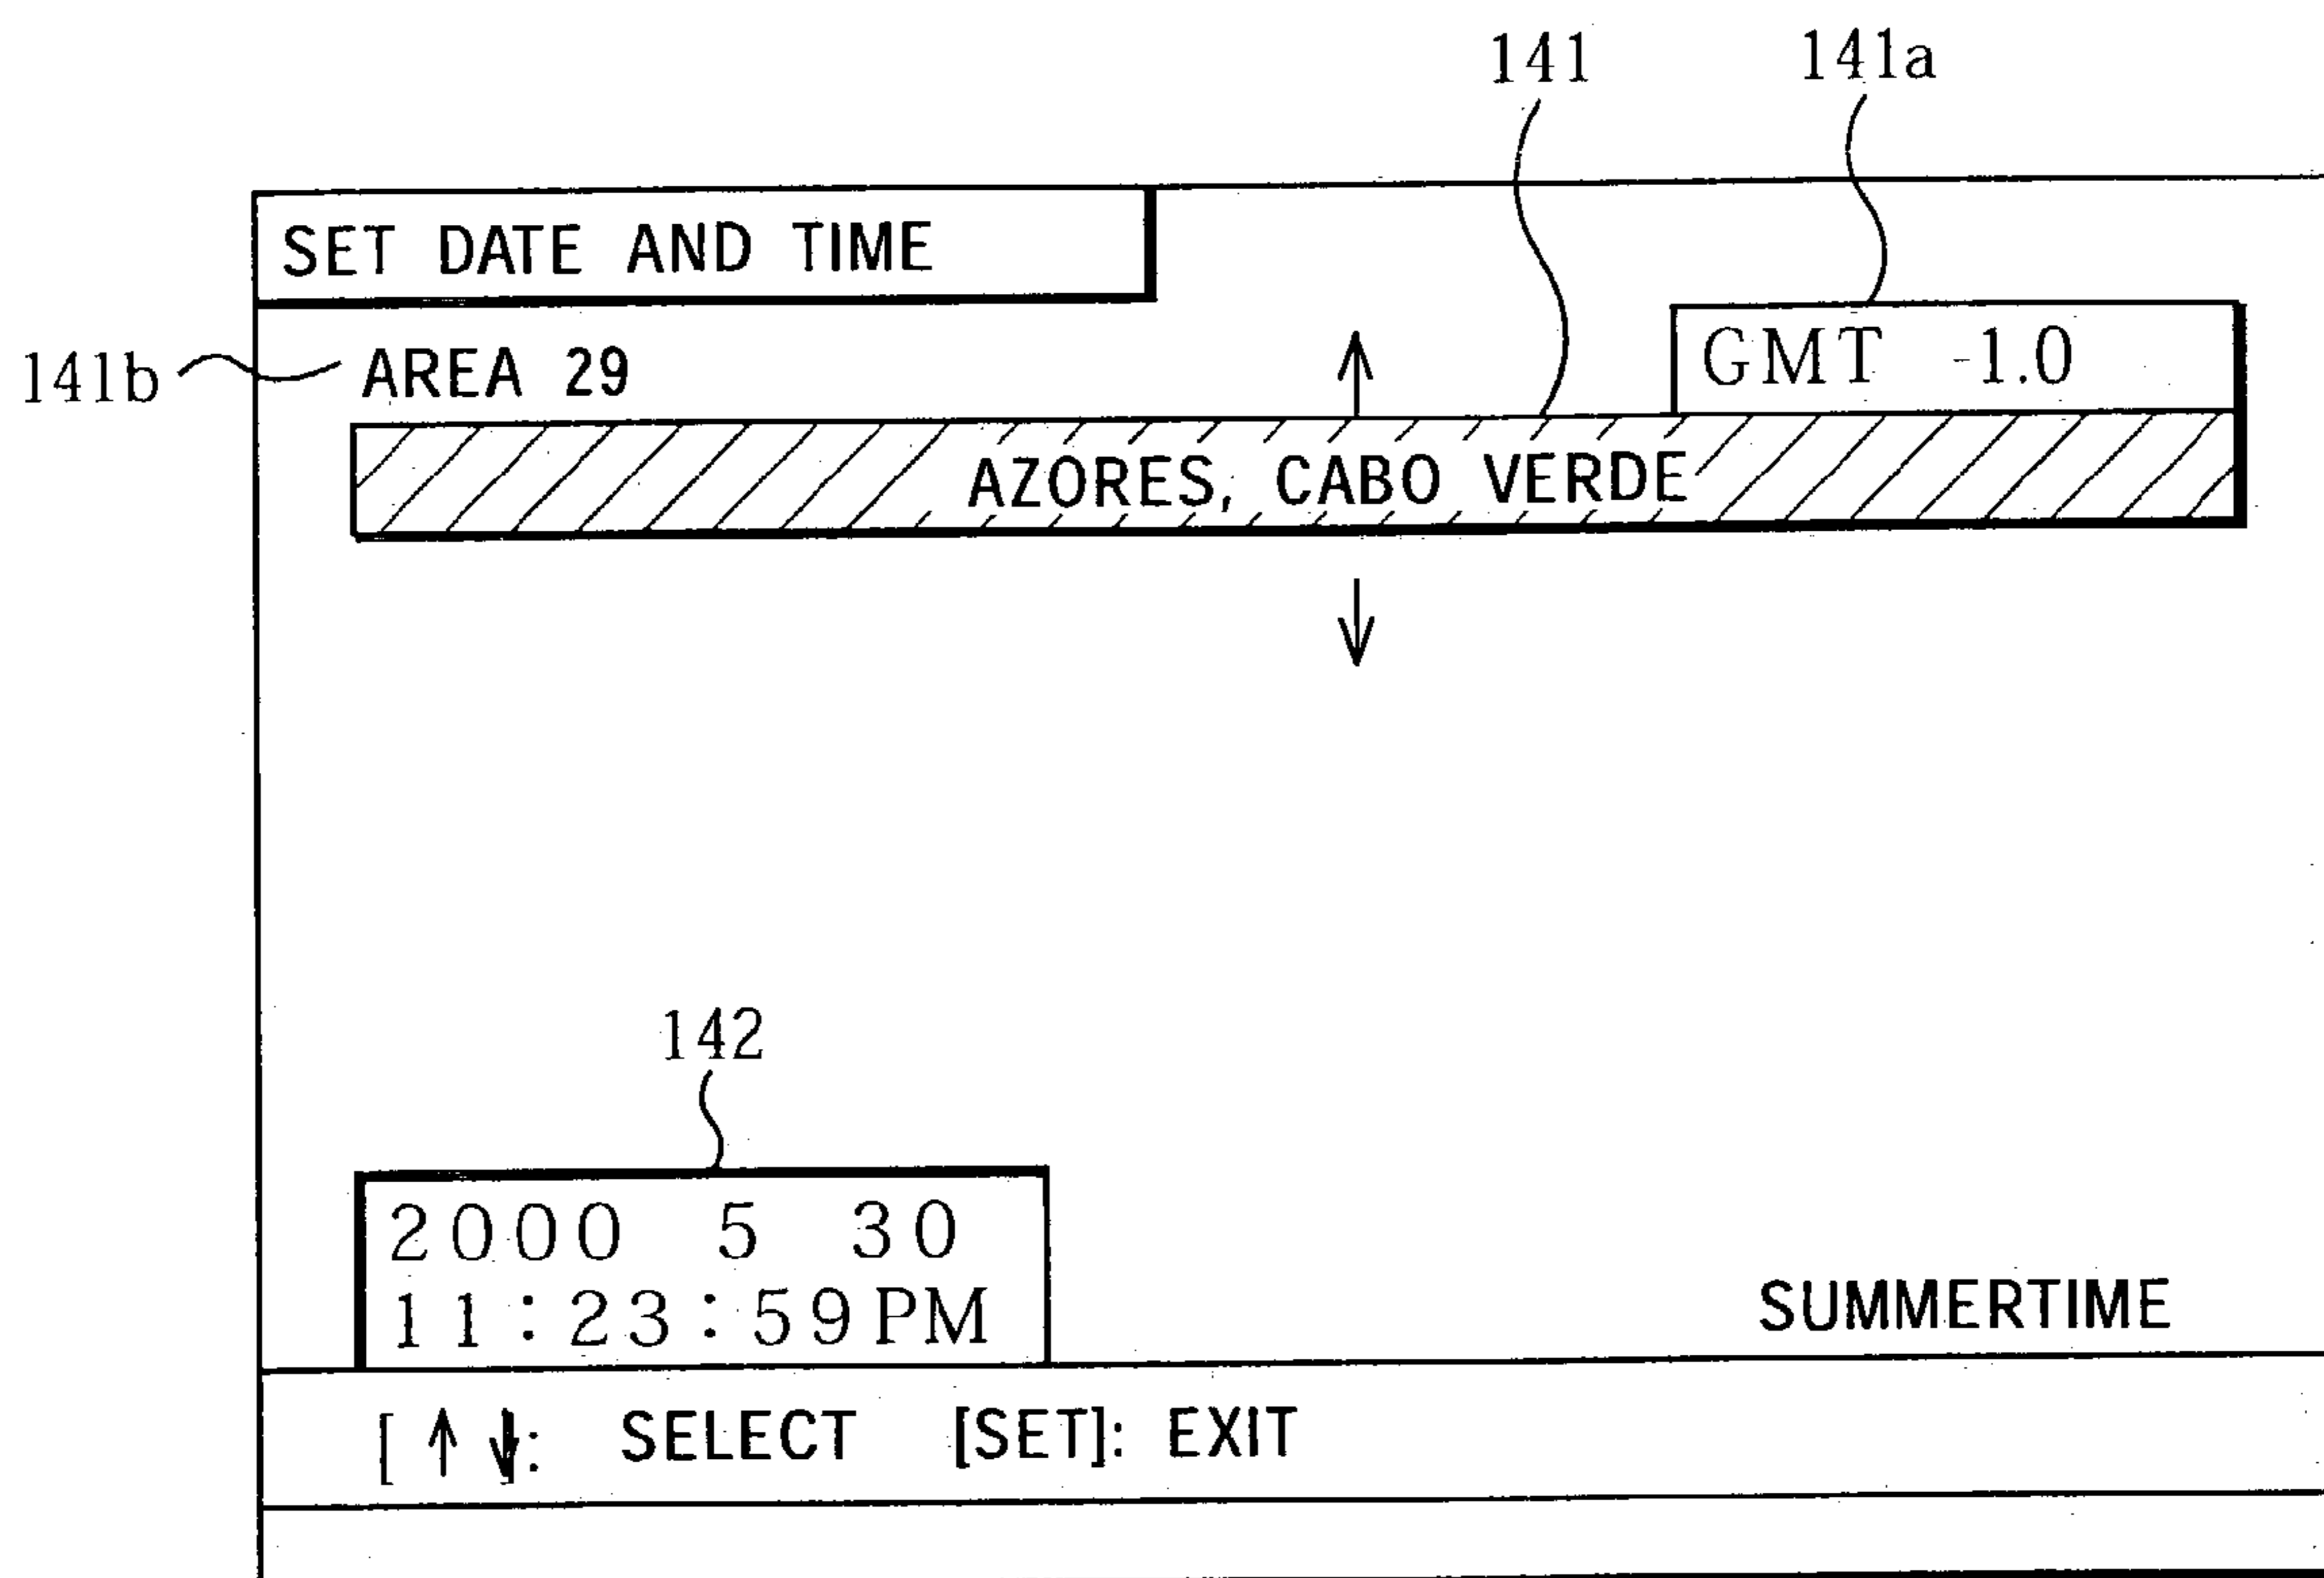 141 141a
SET DATE AND TIME
141b AREA 29 GMT -1.0
AZORES, CABO VERDE
142
2000 5 30
11:23:59PM
SUMMERTIME
[↑↓]: SELECT [SET]: EXIT